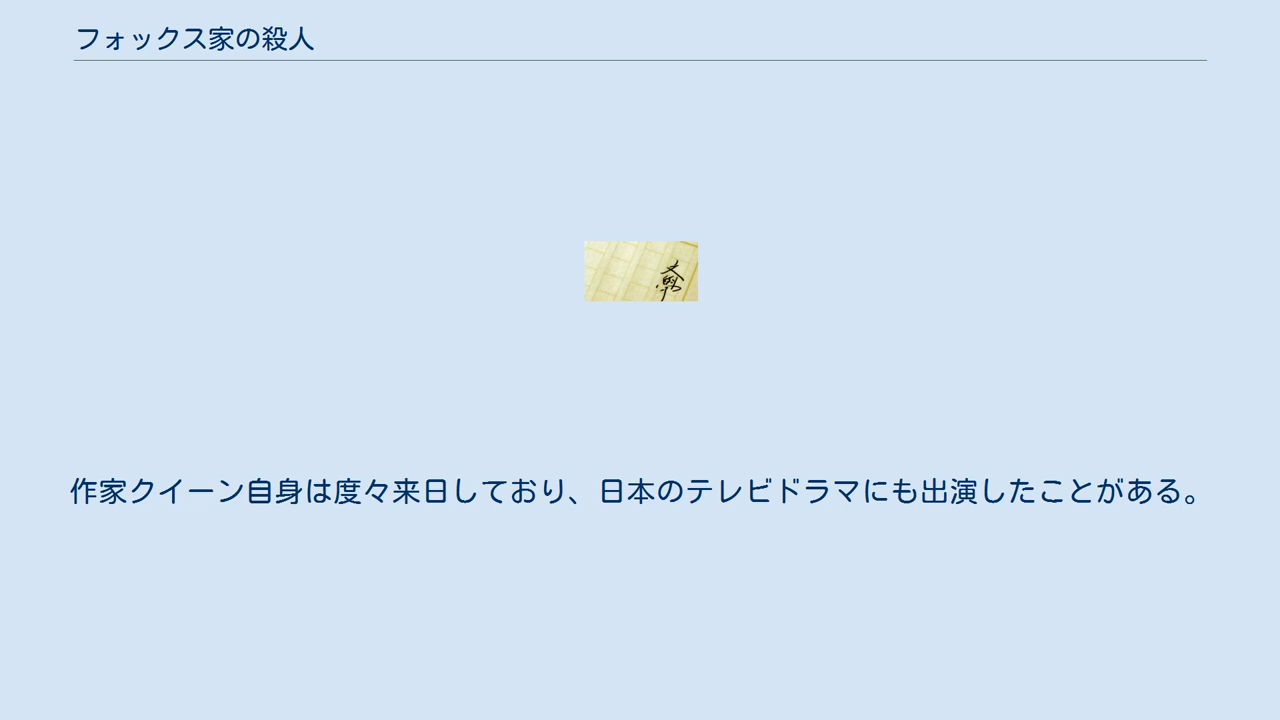 フォックス家の殺人
作家クイーン自身は度々来日しており、日本のテレビドラマにも出演したことがある。